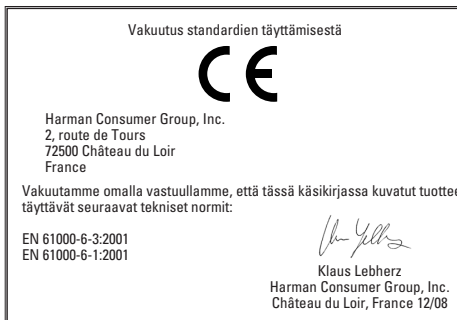 Vakuutus standardien täyttämisestä
CE
Harman Consumer Group, Inc.
2, route de Tours
72500 Château du Loir
France
Vakuutamme omalla vastuullamme, että tässä käsikirjassa kuvatut tuottee
täyttävät seuraavat tekniset normit:
EN 61000-6-3:2001
EN 61000-6-1:2001
Klaus Lebherz
Harman Consumer Group, Inc.
Château du Loir, France 12/08